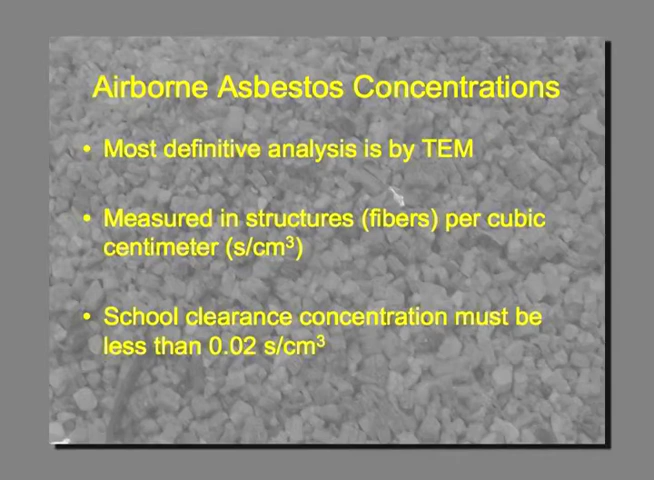 Airborne Asbestos Concentrations
• Most definitive analysis is by TEM
• Measured in structures (fibers) per cubic
centimeter (s/cm³)
• School clearance concentration must be
less than 0.02 s/cm³